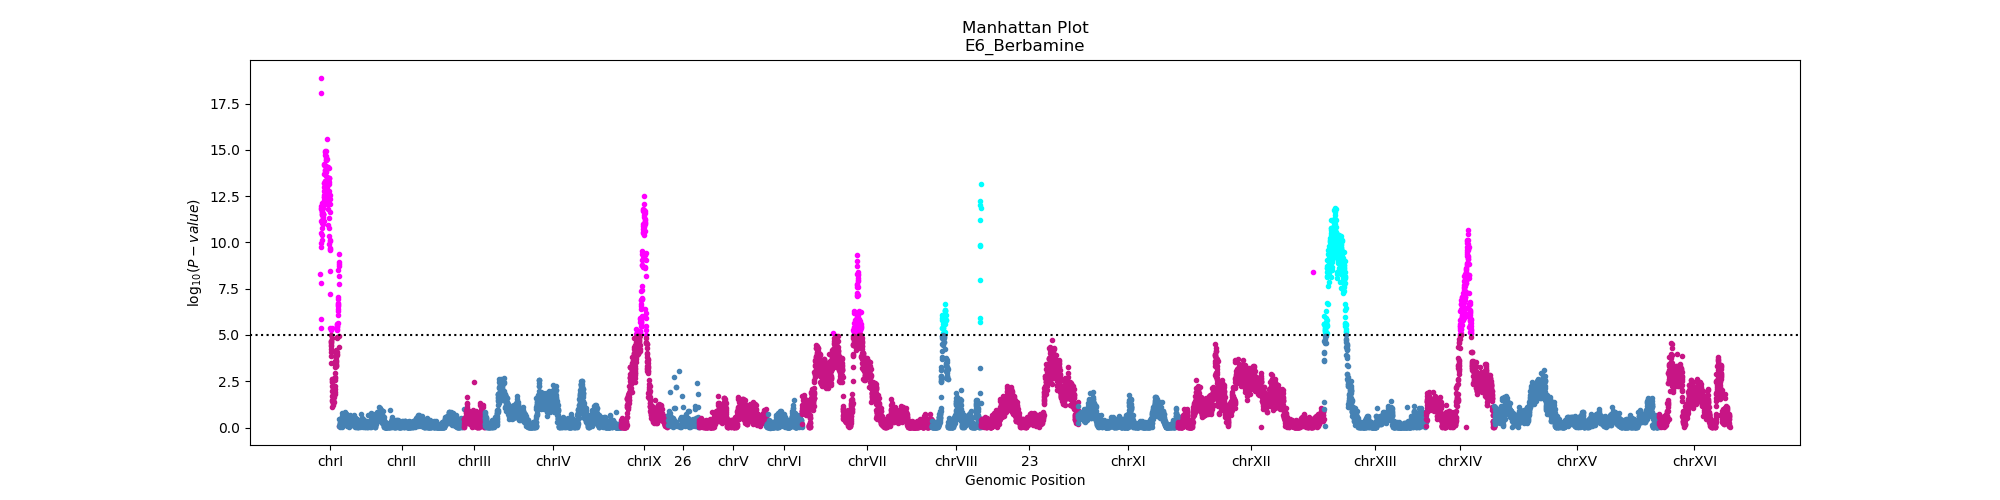 Manhattan Plot
E6_Berbamine
17.5
15.0
12.5
10.0
7.5
5.0
2.5
0.0
log10(P − value)
chrI chrII chrIII chrIV chrIX 26 chrV chrVI chrVII chrVIII 23 chrXI chrXII chrXIII chrXIV chrXV chrXVI
Genomic Position